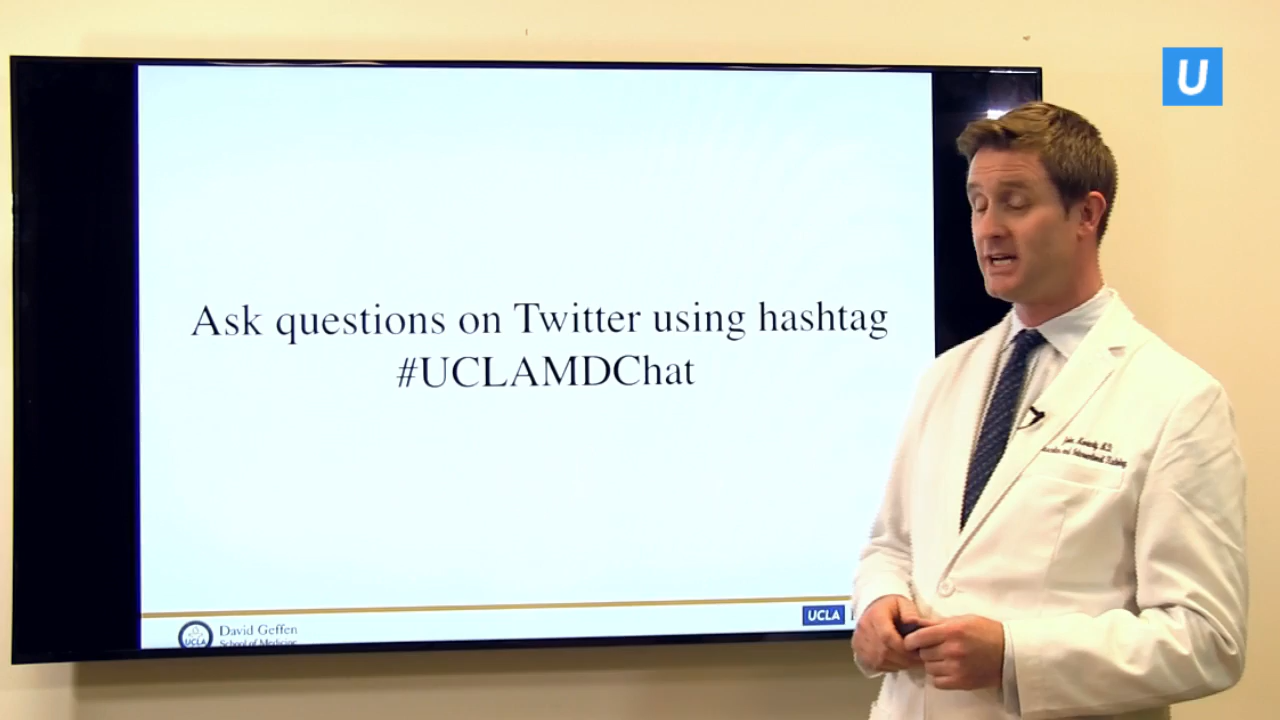 U
Ask questions on Twitter using hashtag
#UCLAMDChat
M.D.
UCLA
David Geffen
UCLA
School of Medicine